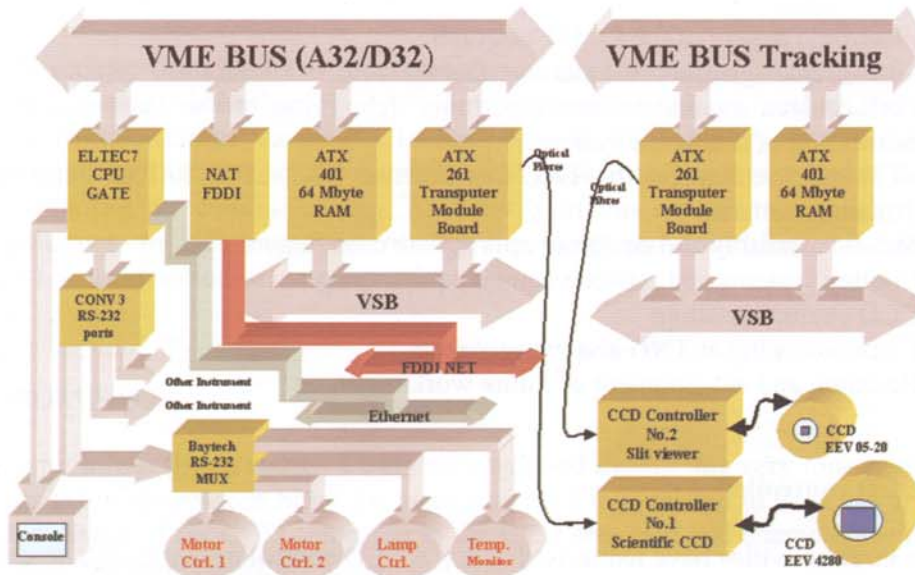 VME BUS (A32/D32)
VME BUS Tracking
ELTEC7
CPU
GATE
NAT
FDDI
ATX
401
64 Mbyte
RAM
ATX
261
Transputer
Module
Board
Optical
Fibres
Optical
Fibres
ATX
261
Transputer
Module
Board
ATX
401
64 Mbyte
RAM
CONV 3
RS-232
ports
VSB
VSB
FDDI NET
Other Instrument
Other Instrument
Ethernet
Baytech
RS-232
MUX
CCD Controller
No.2
Slit viewer
CCD
EEV 05-20
Console
Motor
Ctrl. 1
Motor
Ctrl. 2
Lamp
Ctrl.
Temp.
Monitor
CCD Controller
No.1
Scientific CCD
CCD
EEV 4280